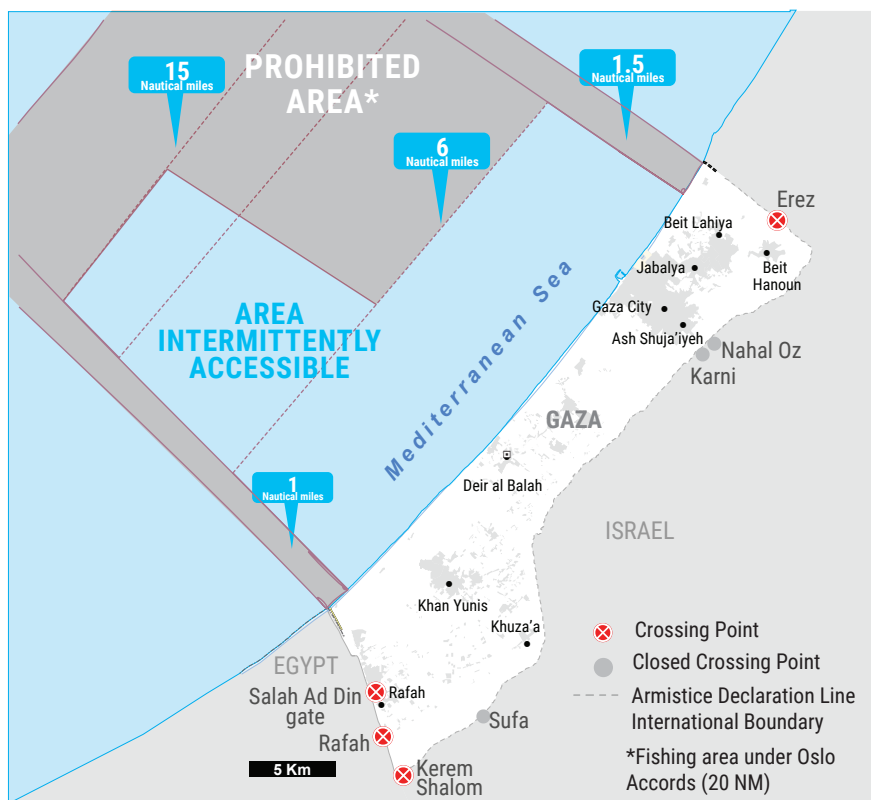 15
Nautical miles
PROHIBITED
AREA*
1.5
Nautical miles
6
Nautical miles
Erez
Beit Lahiya
Jabalya
Beit
Hanoun
Gaza City
Ash Shuja'iyeh
Nahal Oz
Karni
AREA
INTERMITTENTLY
ACCESSIBLE
Mediterranean Sea
GAZA
Deir al Balah
1
Nautical miles
ISRAEL
Khan Yunis
Khuza'a
EGYPT
Salah Ad Din
gate
Rafah
Rafah
Sufa
Kerem
Shalom
5 Km
Crossing Point
Closed Crossing Point
Armistice Declaration Line
International Boundary
*Fishing area under Oslo
Accords (20 NM)